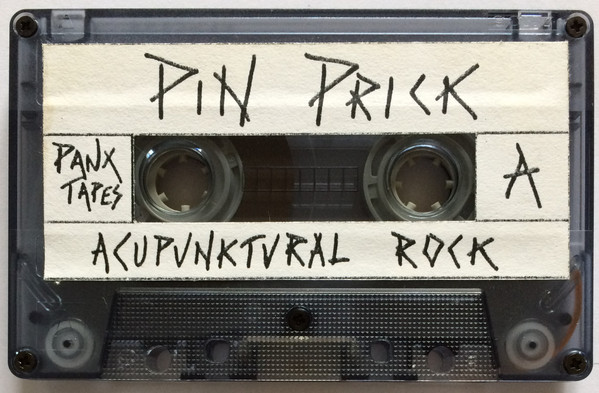 PiN PRiCK
PANX
TAPES
A
ACUPUNKTURAL ROCK